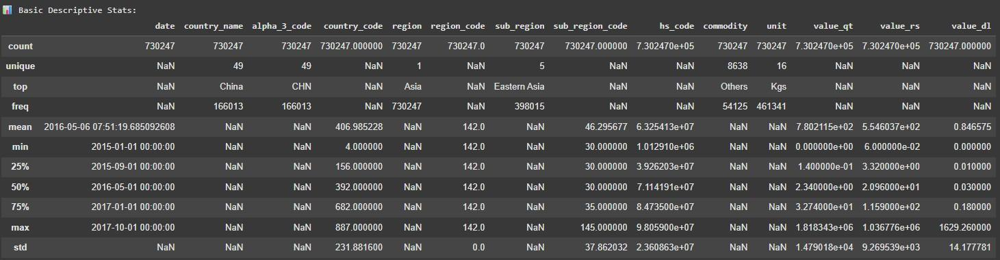 📊 Basic Descriptive Stats:
date country_name alpha_3_code country_code region region_code sub_region sub_region_code hs_code commodity unit value_qt value_rs value_dl
count 730247 730247 730247 730247.000000 730247 730247.0 730247 730247.000000 7.302470e+05 730247 730247 7.302470e+05 7.302470e+05 730247.000000
unique NaN 49 49 NaN 1 NaN 5 NaN NaN 8638 16 NaN NaN NaN
top NaN China CHN NaN Asia NaN Eastern Asia NaN NaN Others Kgs NaN NaN NaN
freq NaN 166013 166013 NaN 730247 NaN 398015 NaN NaN 54125 461341 NaN NaN NaN
mean 2016-05-06 07:51:19.685092608 NaN NaN 406.985228 NaN 142.0 NaN 46.295677 6.325413e+07 NaN NaN 7.802115e+02 5.546037e+02 0.846575
min 2015-01-01 00:00:00 NaN NaN 4.000000 NaN 142.0 NaN 30.000000 1.012910e+06 NaN NaN 0.000000e+00 6.000000e-02 0.000000
25% 2015-09-01 00:00:00 NaN NaN 156.000000 NaN 142.0 NaN 30.000000 3.926203e+07 NaN NaN 1.400000e-01 3.320000e+00 0.010000
50% 2016-05-01 00:00:00 NaN NaN 392.000000 NaN 142.0 NaN 30.000000 7.114191e+07 NaN NaN 2.340000e+00 2.096000e+01 0.030000
75% 2017-01-01 00:00:00 NaN NaN 682.000000 NaN 142.0 NaN 35.000000 8.473500e+07 NaN NaN 3.274000e+01 1.159000e+02 0.180000
max 2017-10-01 00:00:00 NaN NaN 887.000000 NaN 142.0 NaN 145.000000 9.805900e+07 NaN NaN 1.818343e+06 1.036776e+06 1629.260000
std NaN NaN NaN 231.881600 NaN 0.0 NaN 37.862032 2.360863e+07 NaN NaN 1.479018e+04 9.269539e+03 14.177781